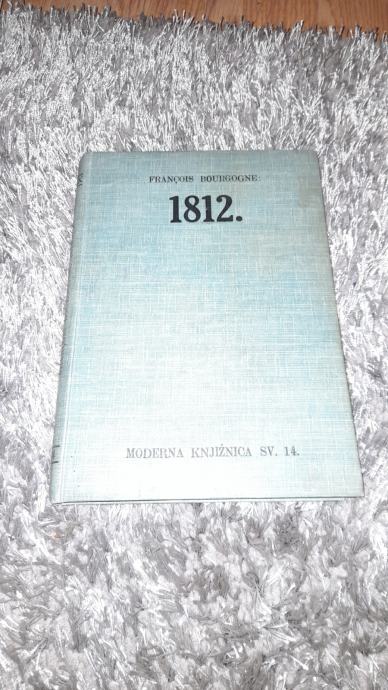 FRANÇOIS BOURGOGNE:
1812.
MODERNA KNJIŽNICA SV. 14.